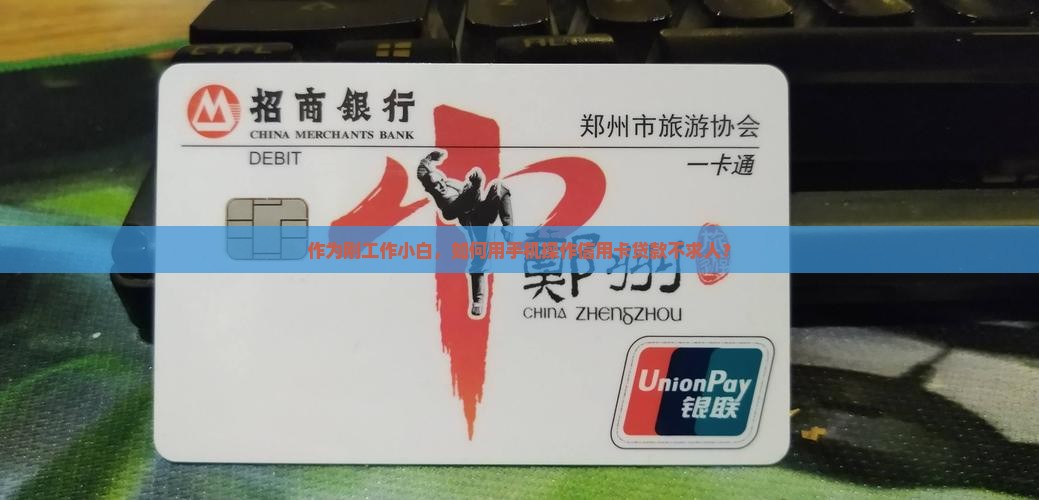 招商銀行
CHINA MERCHANTS BANK
DEBIT
郑州市旅游协会
一卡通
作为刚工作小白，如何用手机操作信用卡贷款不求人！
鄭州
CHINA ZHENGZHOU
UnionPay
银联